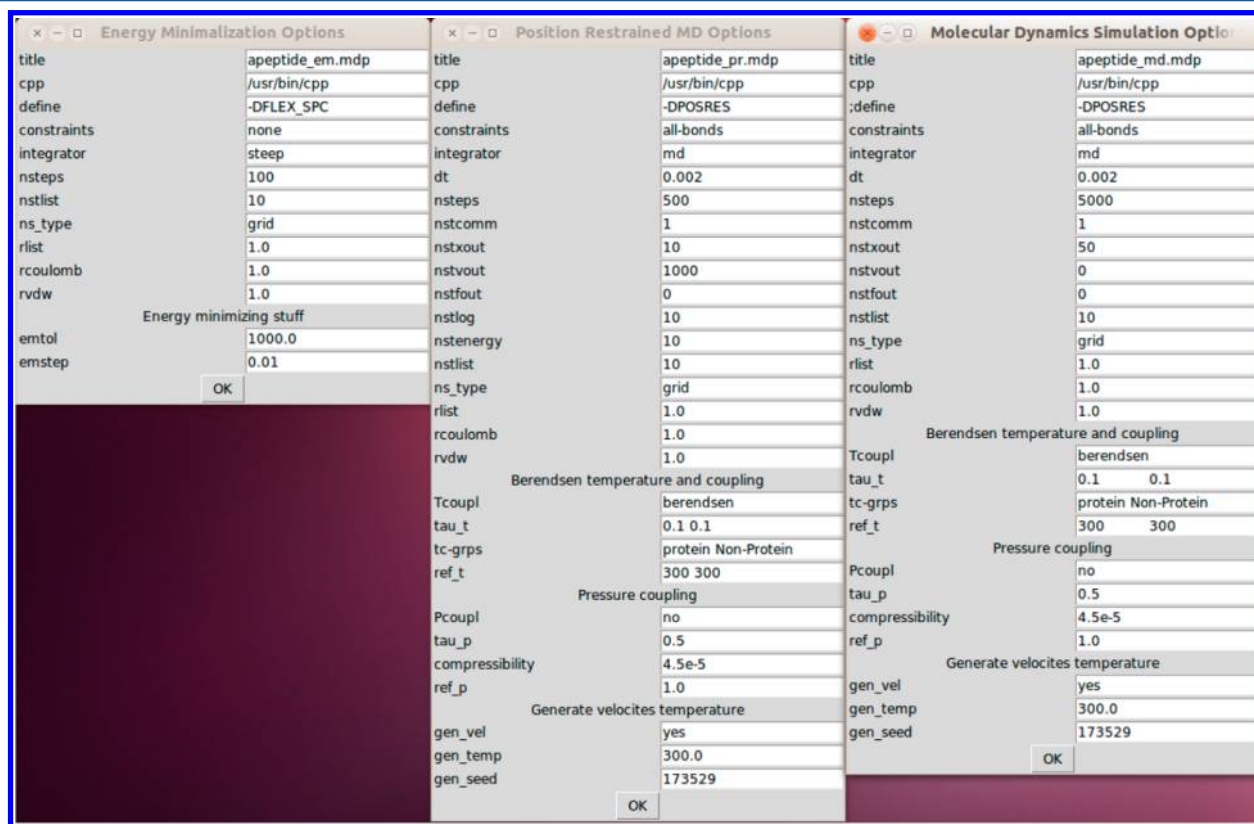 Energy Minimalization Options
title apeptide_em.mdp
cpp /usr/bin/cpp
define -DFLEX_SPC
constraints none
integrator steep
nsteps 100
nstlist 10
ns_type grid
rlist 1.0
rcoulomb 1.0
rvdw 1.0
Energy minimizing stuff
emtol 1000.0
emstep 0.01
OK
Position Restrained MD Options
title apeptide_pr.mdp
cpp /usr/bin/cpp
define -DPOSRES
constraints all-bonds
integrator md
dt 0.002
nsteps 500
nstcomm 1
nstxout 10
nstvout 1000
nstfout 0
nstlog 10
nstenergy 10
nstlist 10
ns_type grid
rlist 1.0
rcoulomb 1.0
rvdw 1.0
Berendsen temperature and coupling
Tcoupl berendsen
tau_t 0.1 0.1
tc-grps protein Non-Protein
ref_t 300 300
Pressure coupling
Pcoupl no
tau_p 0.5
compressibility 4.5e-5
ref_p 1.0
Generate velocites temperature
gen_vel yes
gen_temp 300.0
gen_seed 173529
OK
Molecular Dynamics Simulation Optio
title apeptide_md.mdp
cpp /usr/bin/cpp
;define -DPOSRES
constraints all-bonds
integrator md
dt 0.002
nsteps 5000
nstcomm 1
nstxout 50
nstvout 0
nstfout 0
nstlist 10
ns_type grid
rlist 1.0
rcoulomb 1.0
rvdw 1.0
Berendsen temperature and coupling
Tcoupl berendsen
tau_t 0.1 0.1
tc-grps protein Non-Protein
ref_t 300 300
Pressure coupling
Pcoupl no
tau_p 0.5
compressibility 4.5e-5
ref_p 1.0
Generate velocites temperature
gen_vel yes
gen_temp 300.0
gen_seed 173529
OK